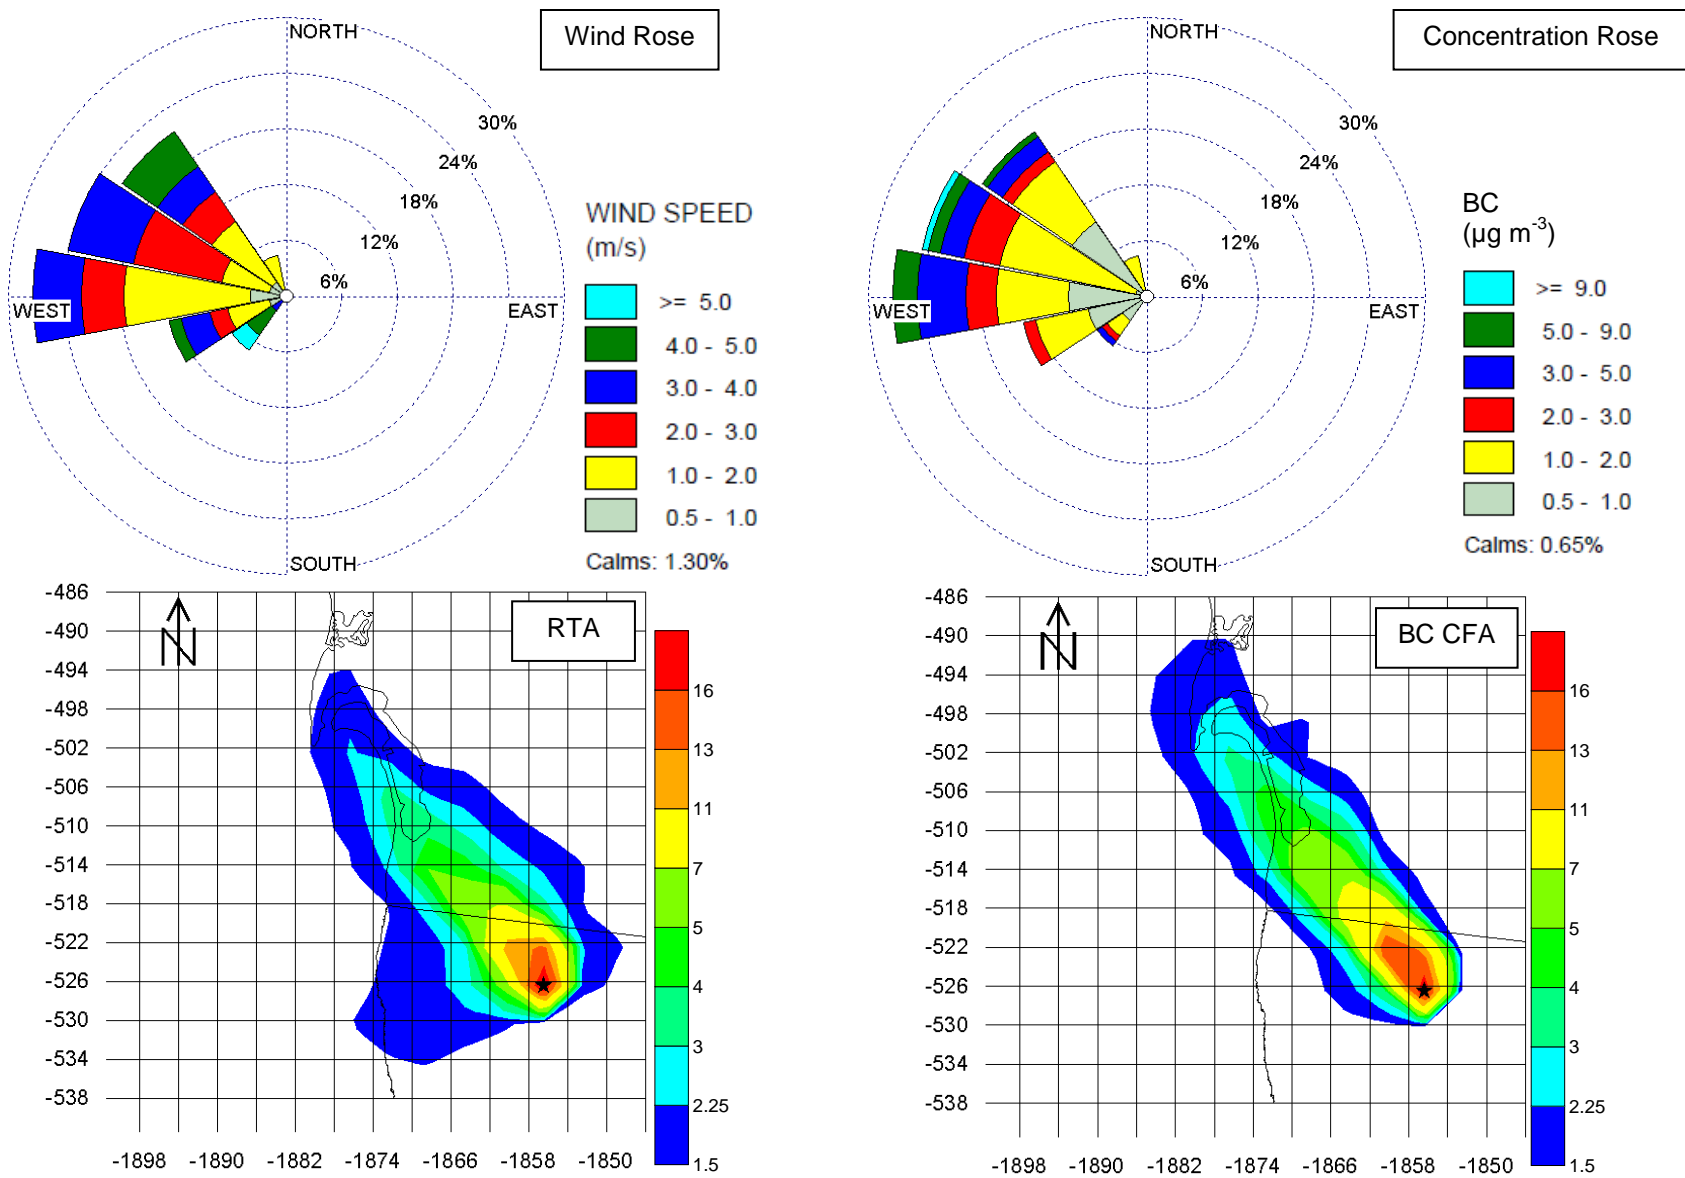 Wind Rose
NORTH
30%
24%
18%
12%
6%
WEST
EAST
SOUTH
WIND SPEED
(m/s)
>= 5.0
4.0 - 5.0
3.0 - 4.0
2.0 - 3.0
1.0 - 2.0
0.5 - 1.0
Calms: 1.30%
Concentration Rose
NORTH
30%
24%
18%
12%
6%
WEST
EAST
SOUTH
BC
(µg m-3)
>= 9.0
5.0 - 9.0
3.0 - 5.0
2.0 - 3.0
1.0 - 2.0
0.5 - 1.0
Calms: 0.65%
RTA
N
-486
-490
-494
-498
-502
-506
-510
-514
-518
-522
-526
-530
-534
-538
-1898 -1890 -1882 -1874 -1866 -1858 -1850
16
13
11
7
5
4
3
2.25
1.5
BC CFA
N
-486
-490
-494
-498
-502
-506
-510
-514
-518
-522
-526
-530
-534
-538
-1898 -1890 -1882 -1874 -1866 -1858 -1850
16
13
11
7
5
4
3
2.25
1.5